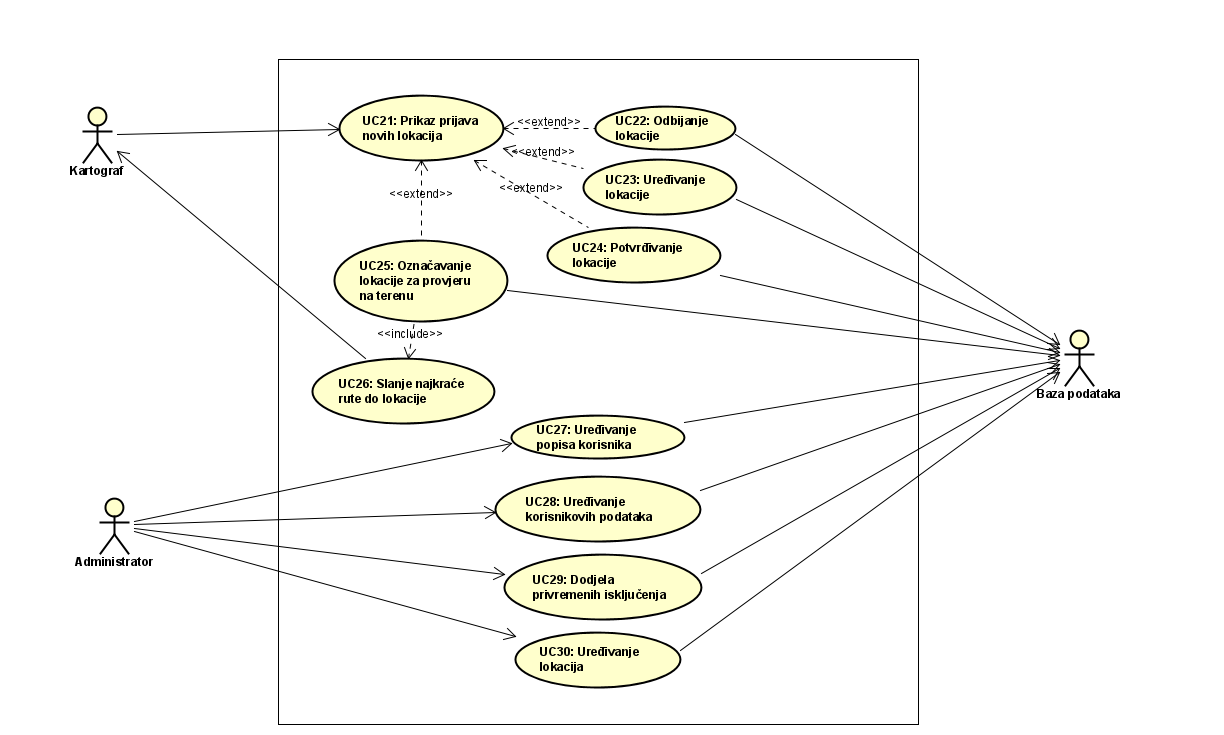 UC21: Prikaz prijava
novih lokacija
<<extend>>
UC22: Odbijanje
lokacije
<<extend>>
UC23: Uređivanje
lokacije
Kartograf
<<extend>>
<<extend>>
UC24: Potvrđivanje
lokacije
UC25: Označavanje
lokacije za provjeru
na terenu
<<include>>
UC26: Slanje najkraće
rute do lokacije
Baza podataka
UC27: Uređivanje
popisa korisnika
UC28: Uređivanje
korisnikovih podataka
Administrator
UC29: Dodjela
privremenih isključenja
UC30: Uređivanje
lokacija